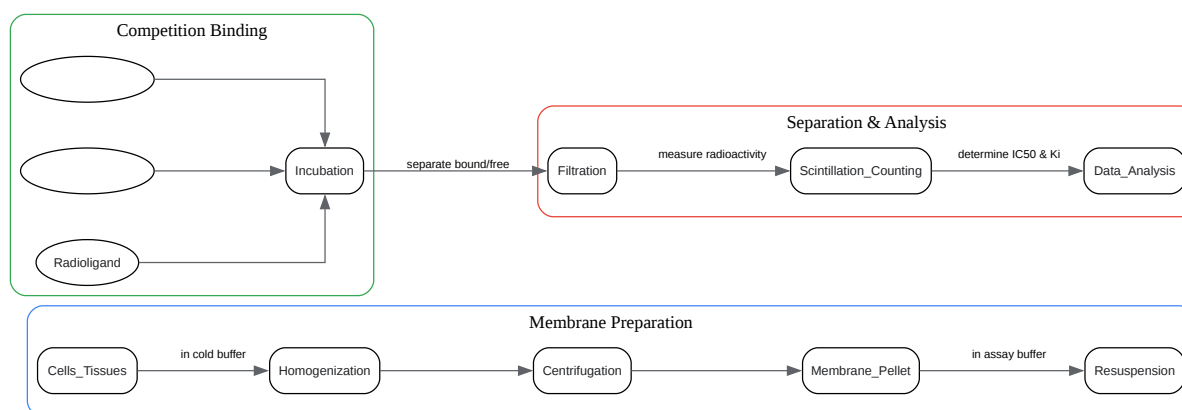 Competition Binding
Radioligand
Incubation
separate bound/free
Separation & Analysis
Filtration
measure radioactivity
Scintillation_Counting
determine IC50 & Ki
Data_Analysis
Membrane Preparation
Cells_Tissues
in cold buffer
Homogenization
Centrifugation
Membrane_Pellet
in assay buffer
Resuspension